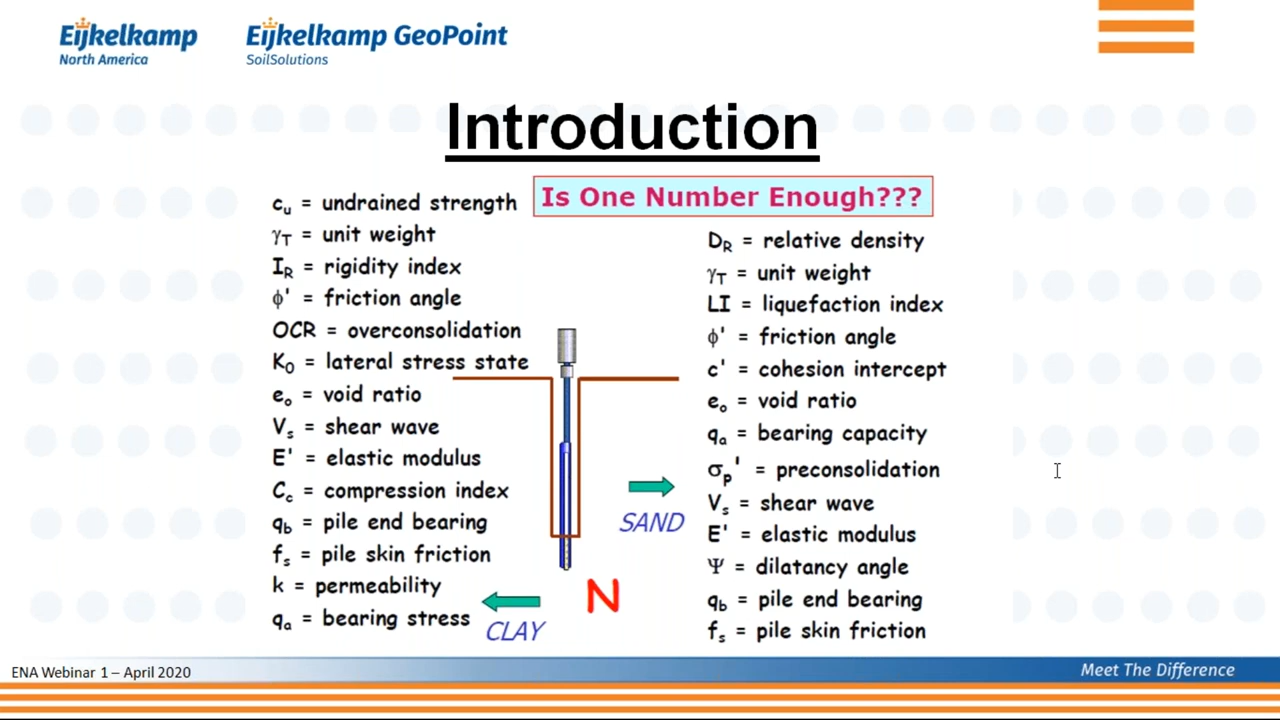 Eijkelkamp
North America
Eijkelkamp GeoPoint
SoilSolutions
Introduction
Is One Number Enough???
cᵤ = undrained strength
γT = unit weight
IR = rigidity index
ϕ' = friction angle
OCR = overconsolidation
K₀ = lateral stress state
eₒ = void ratio
Vₛ = shear wave
E' = elastic modulus
Cc = compression index
qb = pile end bearing
fₛ = pile skin friction
k = permeability
qₐ = bearing stress
CLAY
N
SAND
DR = relative density
γT = unit weight
LI = liquefaction index
ϕ' = friction angle
c' = cohesion intercept
eₒ = void ratio
qₐ = bearing capacity
σₚ' = preconsolidation
Vₛ = shear wave
E' = elastic modulus
Ψ = dilatancy angle
qb = pile end bearing
fₛ = pile skin friction
ENA Webinar 1 – April 2020
Meet The Difference